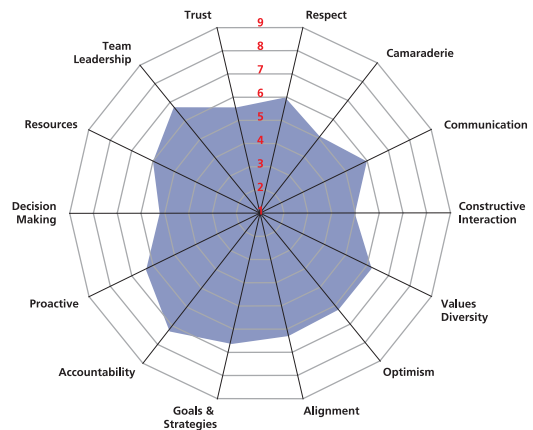 Trust
9
Respect
8
Team
Leadership
Camaraderie
7
6
Resources
5
Communication
4
3
2
Decision
Making
1
Constructive
Interaction
Proactive
Values
Diversity
Accountability
Optimism
Goals &
Strategies
Alignment